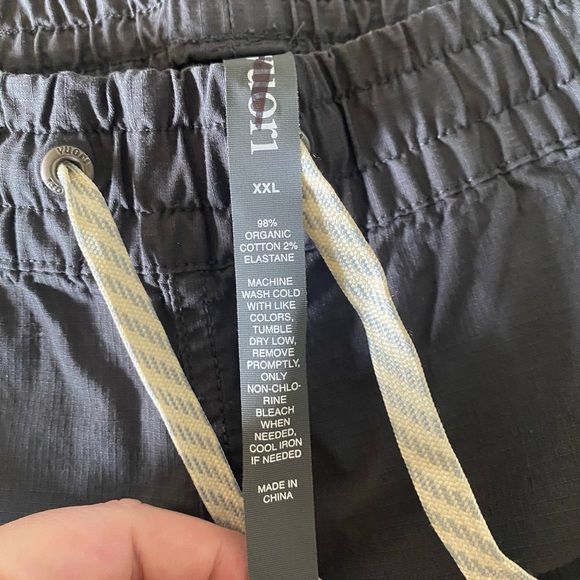 vuori
XXL
98%
ORGANIC
COTTON 2%
ELASTANE
MACHINE
WASH COLD
WITH LIKE
COLORS,
TUMBLE
DRY LOW,
REMOVE
PROMPTLY,
ONLY
NON-CHLO-
RINE
BLEACH
WHEN
NEEDED,
COOL IRON
IF NEEDED
MADE IN
CHINA
VUORI